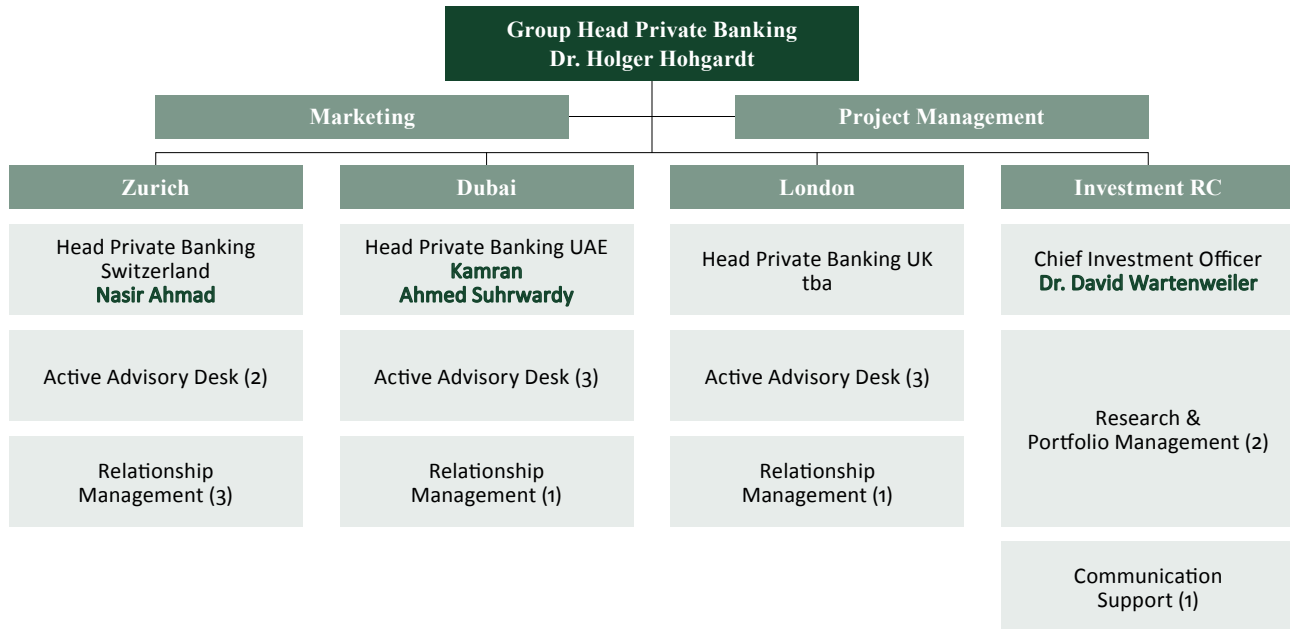 Group Head Private Banking
Dr. Holger Hohgardt
Marketing
Project Management
Zurich
Dubai
London
Investment RC
Head Private Banking
Switzerland
Nasir Ahmad
Head Private Banking UAE
Kamran
Ahmed Suhrwardy
Head Private Banking UK
tba
Chief Investment Officer
Dr. David Wartenweiler
Active Advisory Desk (2)
Active Advisory Desk (3)
Active Advisory Desk (3)
Research &
Portfolio Management (2)
Relationship
Management (3)
Relationship
Management (1)
Relationship
Management (1)
Communication
Support (1)